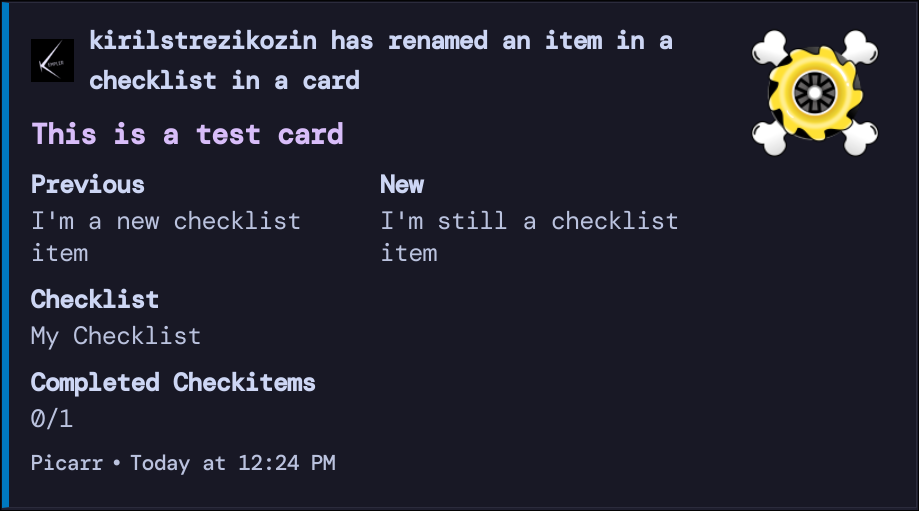 kirilstrezikozin has renamed an item in a
checklist in a card
This is a test card
Previous
New
I'm a new checklist
item
I'm still a checklist
item
Checklist
My Checklist
Completed Checkitems
0/1
Picarr • Today at 12:24 PM